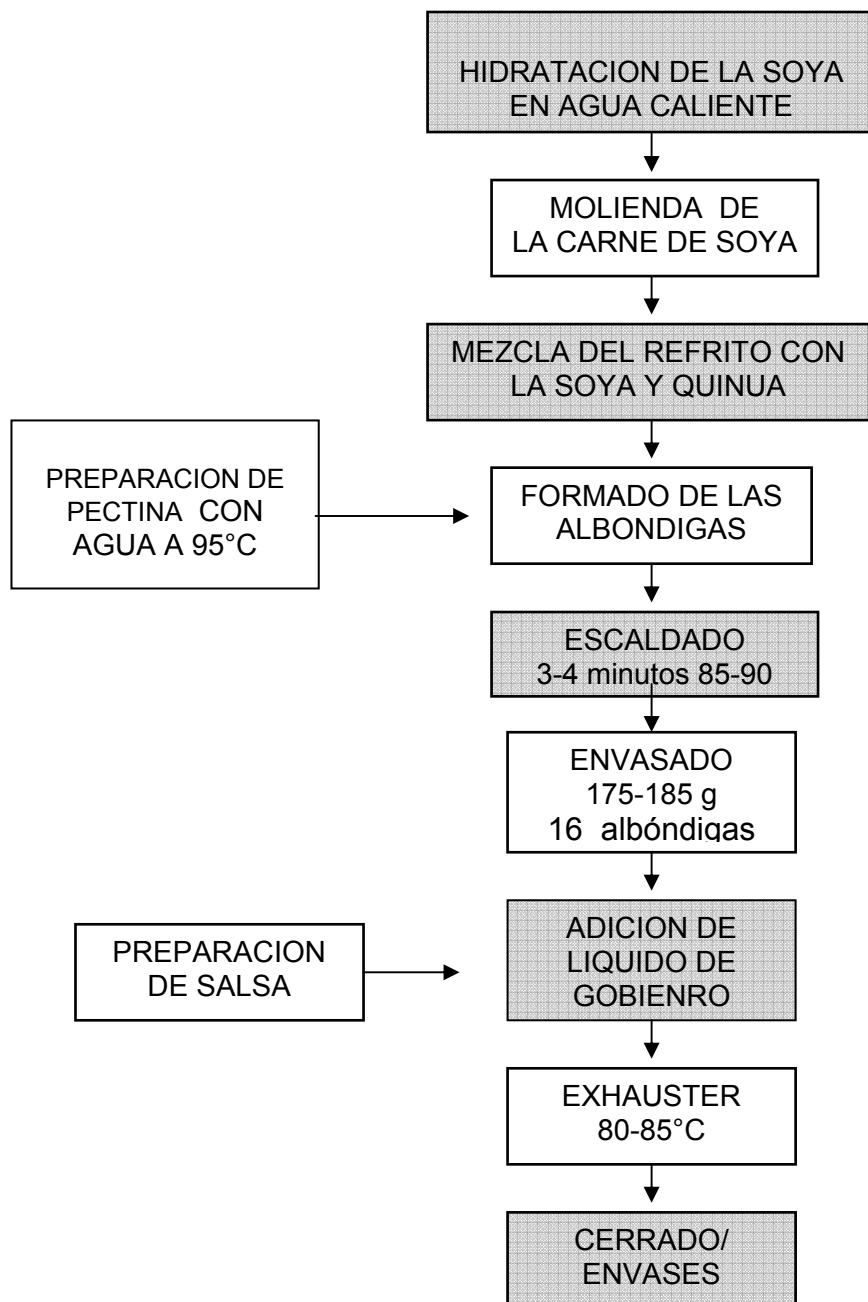 HIDRATACION DE LA SOYA
EN AGUA CALIENTE
MOLIENDA DE
LA CARNE DE SOYA
MEZCLA DEL REFRITO CON
LA SOYA Y QUINUA
PREPARACION DE
PECTINA CON
AGUA A 95°C
FORMADO DE LAS
ALBONDIGAS
ESCALDADO
3-4 minutos 85-90
ENVASADO
175-185 g
16 albóndigas
PREPARACION
DE SALSA
ADICION DE
LIQUIDO DE
GOBIENRO
EXHAUSTER
80-85°C
CERRADO/
ENVASES